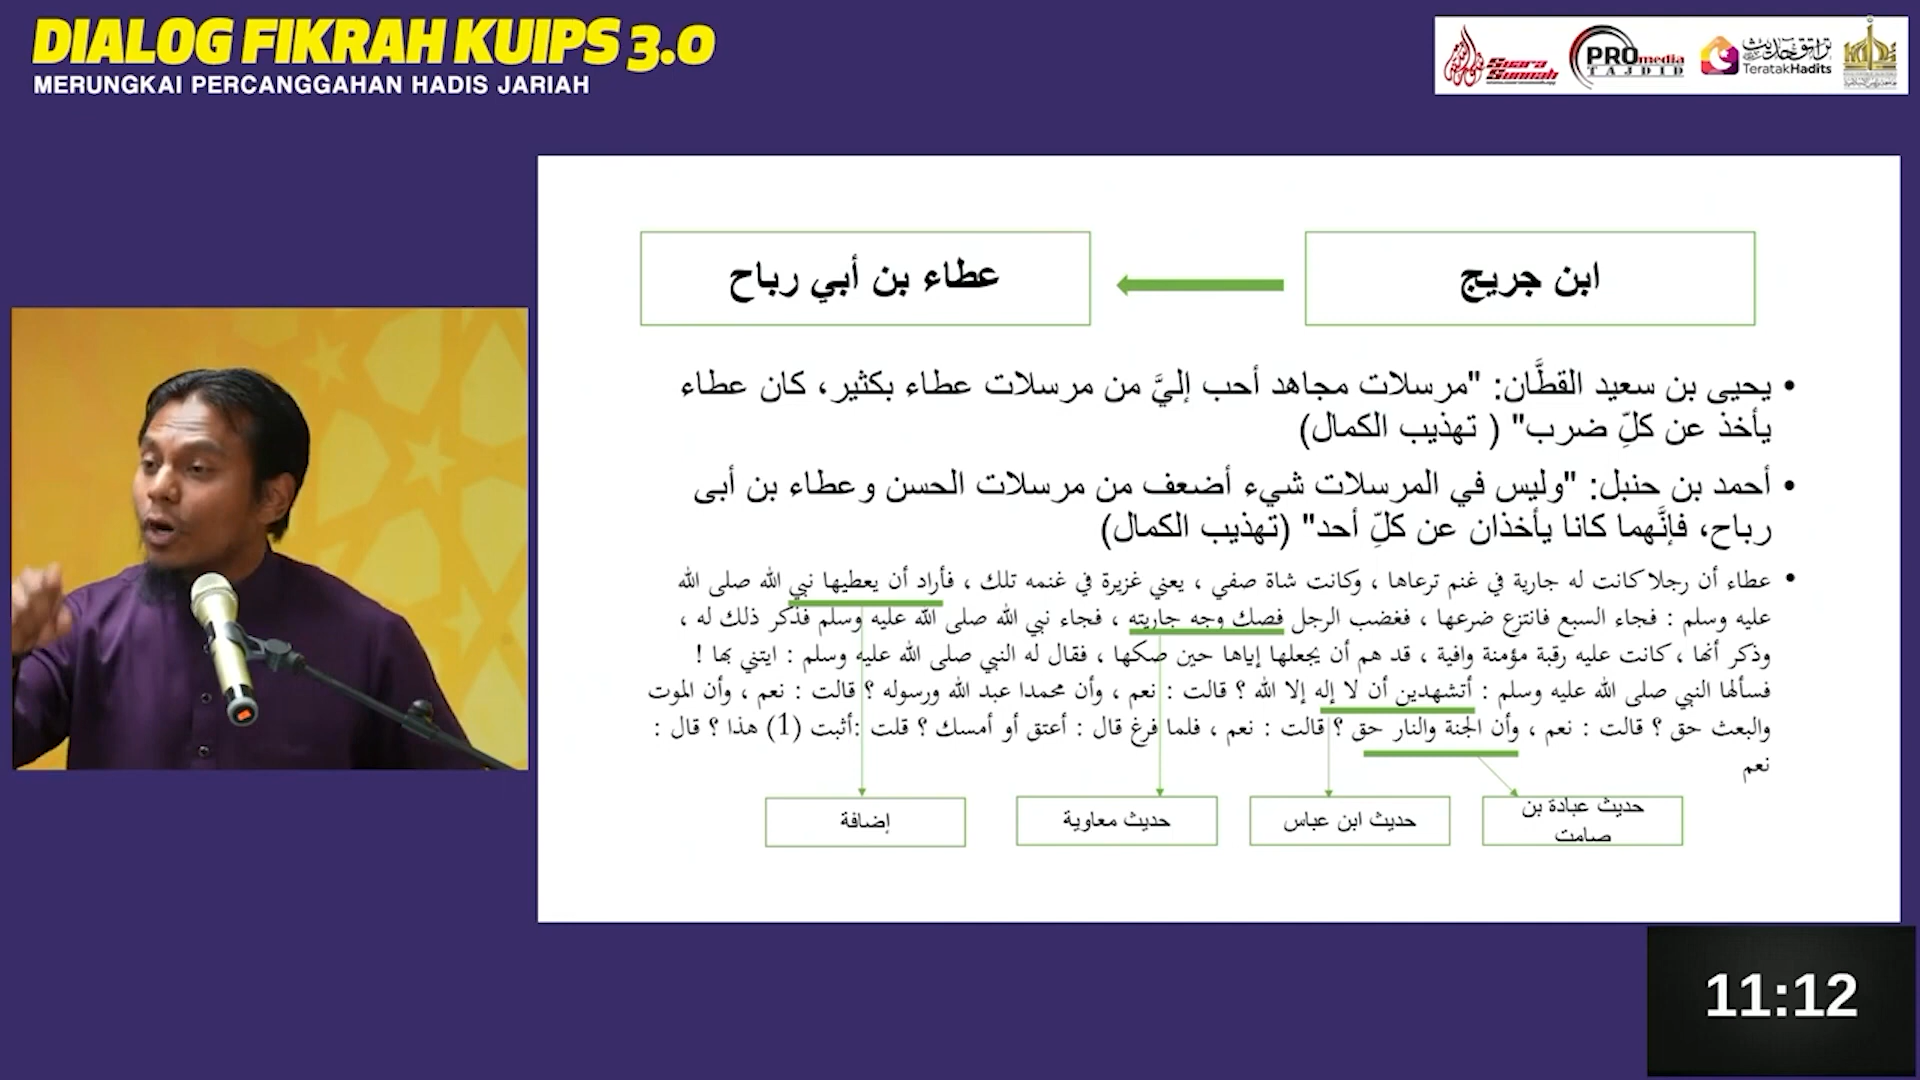 DIALOG FIKRAH KUIPS 3.0
MERUNGKAI PERCANGGAHAN HADIS JARIAH
Suara Sunnah
PROmedia
TAJDID
TeratakHadits
ابن جريج
عطاء بن أبي رباح
• يحيى بن سعيد القطَّان: "مرسلات مجاهد أحب إليَّ من مرسلات عطاء بكثير، كان عطاء
يأخذ عن كلِّ ضرب" ( تهذيب الكمال)
• أحمد بن حنبل: "وليس في المرسلات شيء أضعف من مرسلات الحسن وعطاء بن أبى
رباح، فإنَّهما كانا يأخذان عن كلِّ أحد" (تهذيب الكمال)
• عطاء أن رجلا كانت له جارية في غنم ترعاها ، وكانت شاة صفي ، يعني غزيرة في غنمه تلك ، فأراد أن يعطيها نبي الله صلى الله
عليه وسلم : فجاء السبع فانتزع ضرعها ، فغضب الرجل فصك وجه جاريته ، فجاء نبي الله صلى الله عليه وسلم فذكر ذلك له ،
وذكر أنها ، كانت عليه رقبة مؤمنة وافية ، قد هم أن يجعلها إياها حين صكها ، فقال له النبي صلى الله عليه وسلم : ايتني بها !
فسألها النبي صلى الله عليه وسلم : أتشهدين أن لا إله إلا الله ؟ قالت : نعم ، وأن محمدا عبد الله ورسوله ؟ قالت : نعم ، وأن الموت
والبعث حق ؟ قالت : نعم ، وأن الجنة والنار حق ؟ قالت : نعم ، فلما فرغ قال : أعتق أو أمسك ؟ قلت :أثبت (1) هذا ؟ قال :
نعم
حديث عبادة بن
صامت
حديث ابن عباس
حديث معاوية
إضافة
11:12